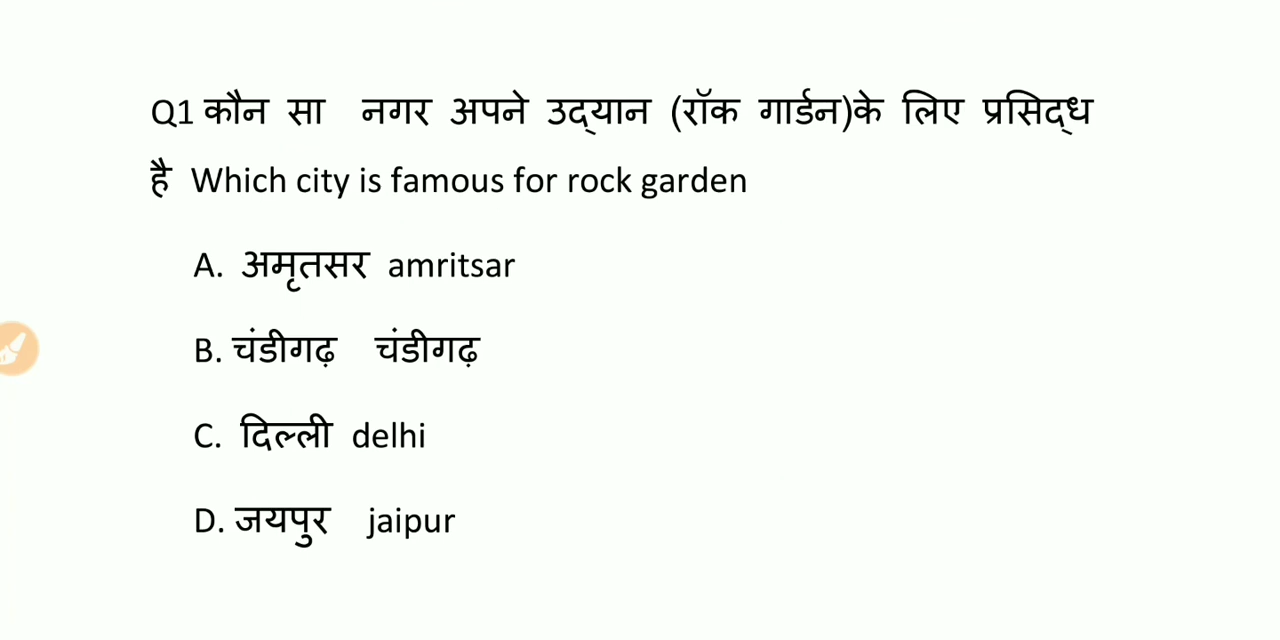 Q1 कौन सा नगर अपने उद्यान (रॉक गार्डन)के लिए प्रसिद्ध
है Which city is famous for rock garden
A. अमृतसर amritsar
B. चंडीगढ़ चंडीगढ़
C. दिल्ली delhi
D. जयपुर jaipur